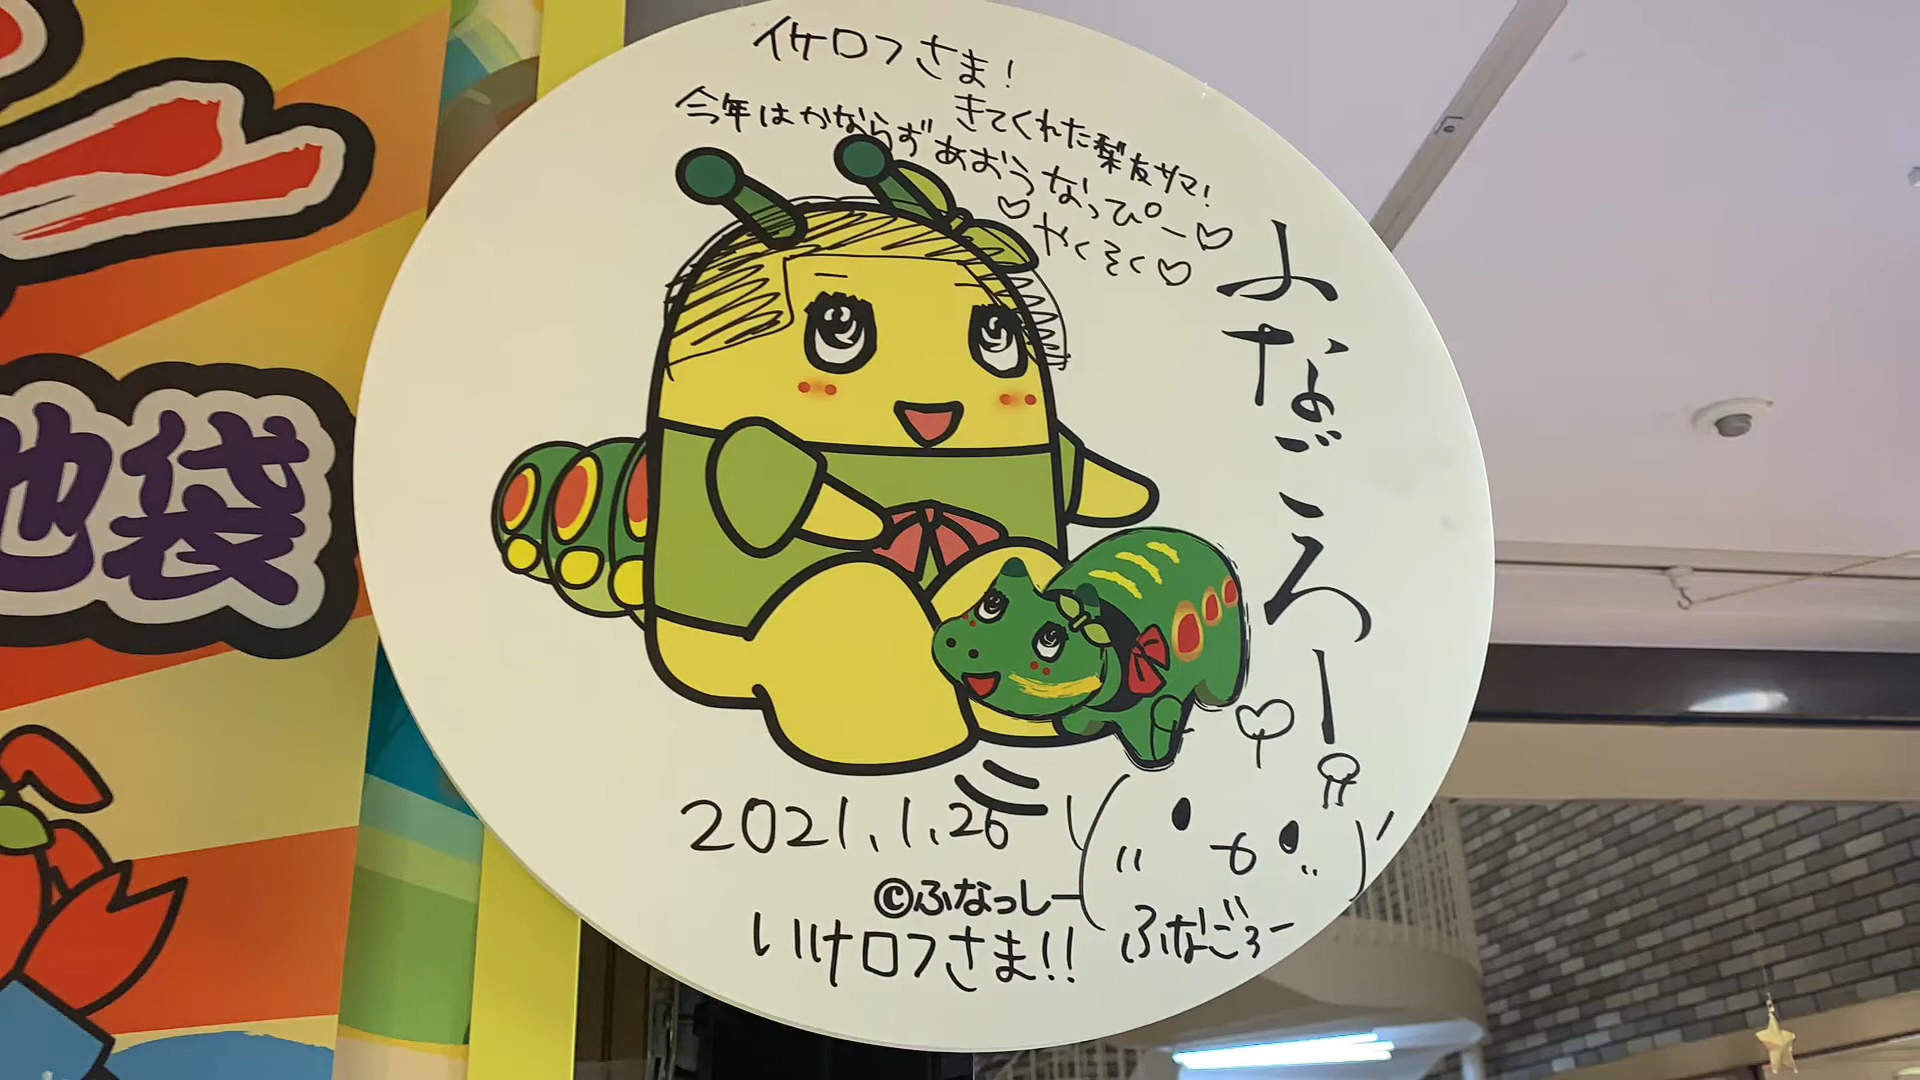 イケロフさま!
きてくれた梨友サマ!
今年はかならずあおうなっぴー♡
♡やくそく♡
ふなごろー
2021.1.26
©ふなっしー
いけロフさま!!
ふなごろー
池袋